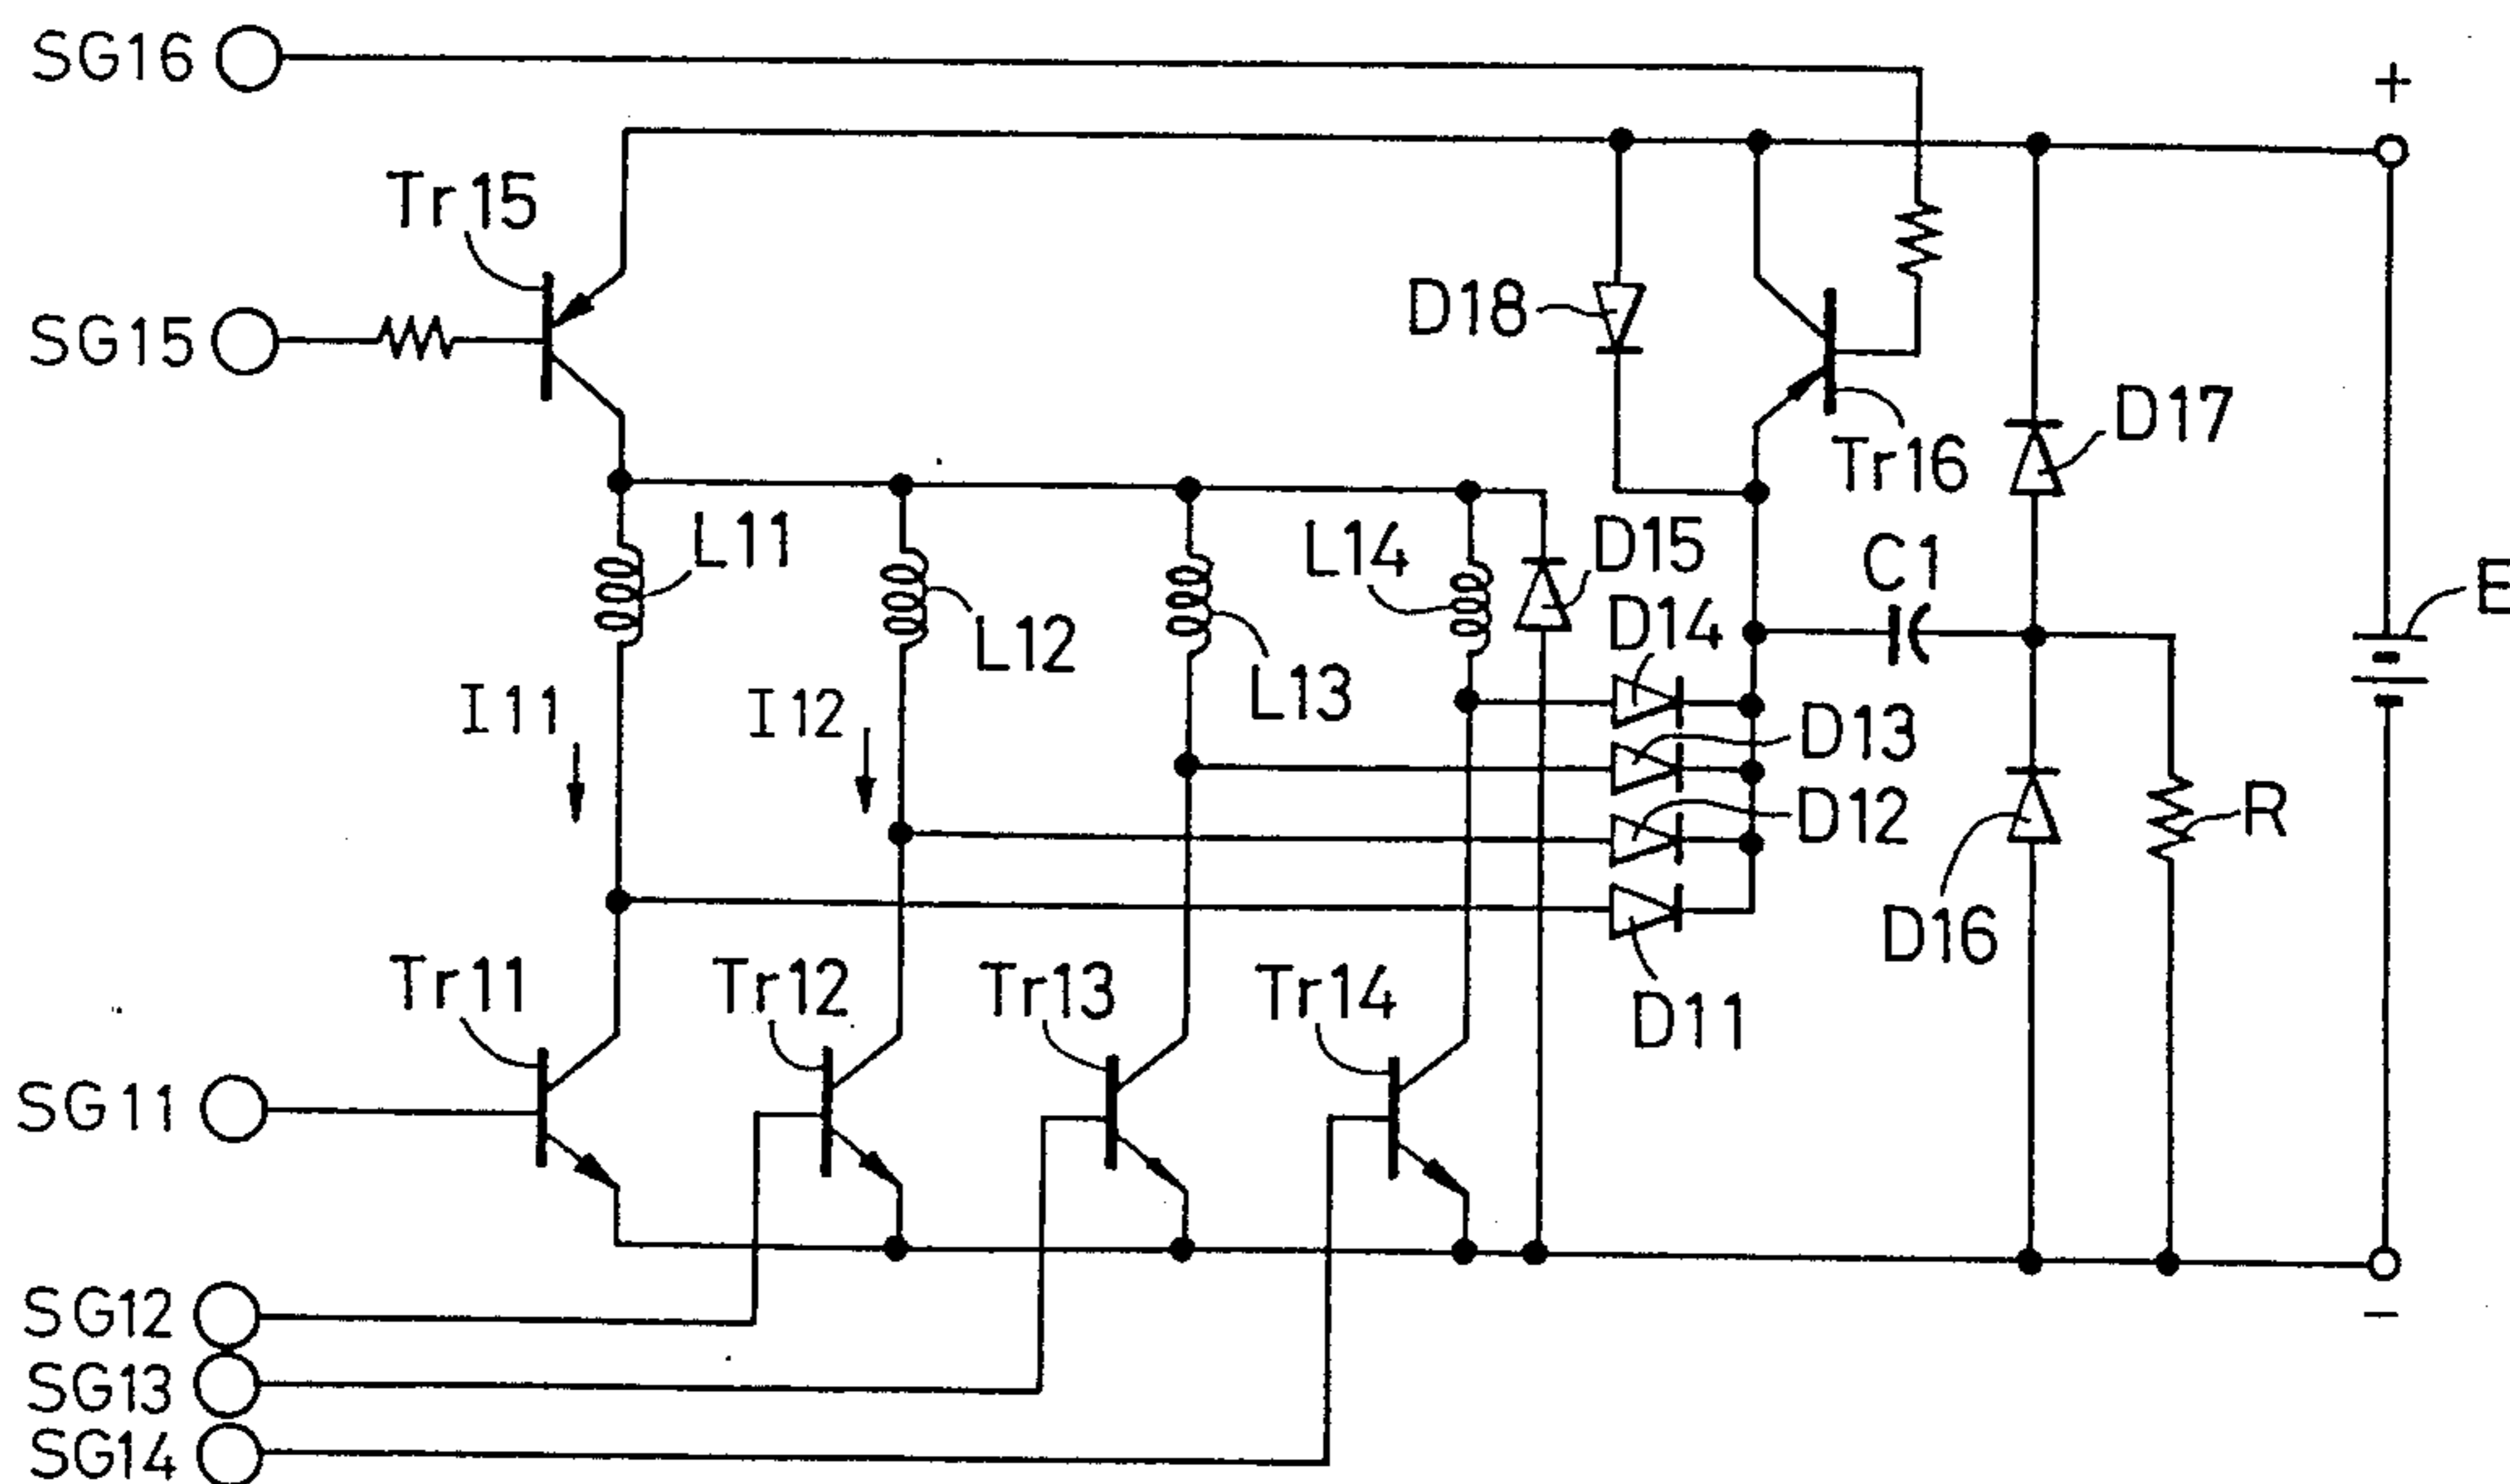 SG16
+
Tr15
SG15
D18
Tr16
D17
L11
L12
L13
L14
D15
C1
E
D14
I11
I12
D13
D12
R
D16
D11
Tr11
Tr12
Tr13
Tr14
SG11
SG12
SG13
SG14
−